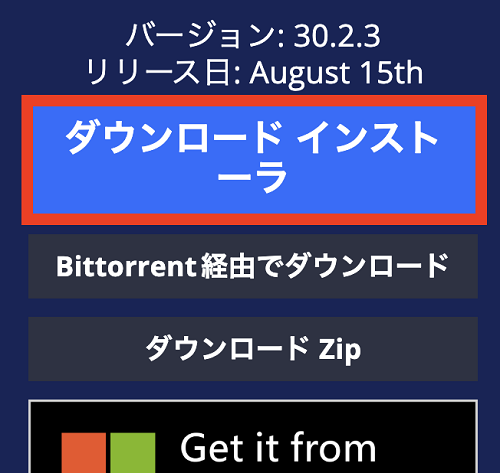 バージョン: 30.2.3
リリース日: August 15th
ダウンロード インスト
ーラ
Bittorrent経由でダウンロード
ダウンロード Zip
Get it from